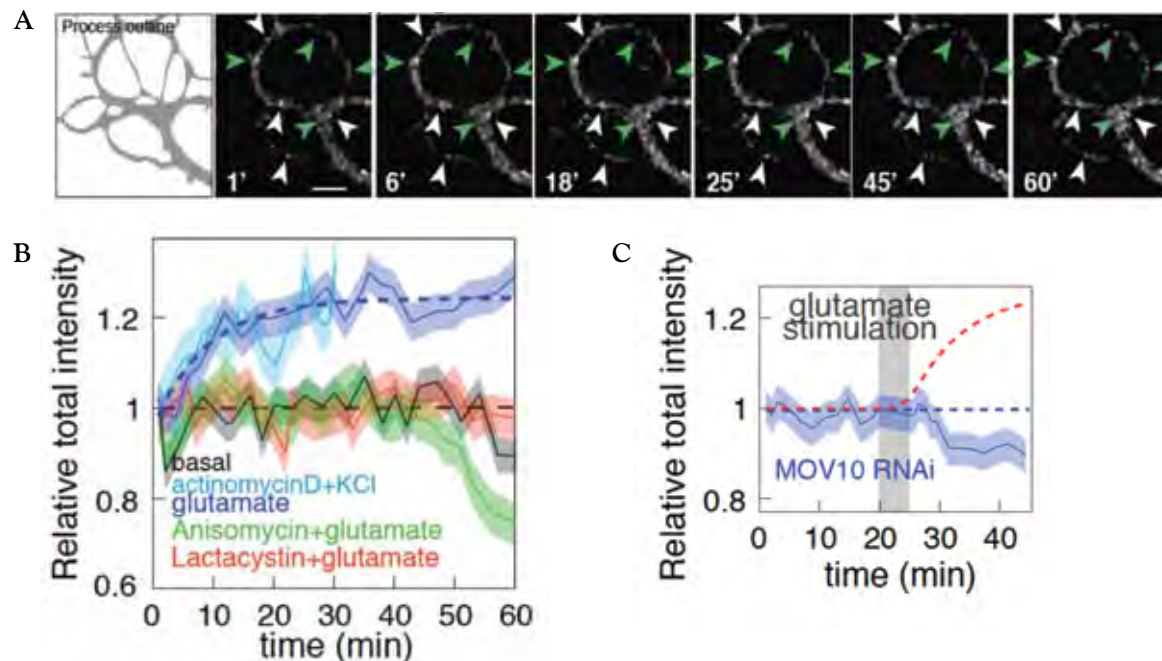 A
Process outline
1'
6'
18'
25'
45'
60'
B
Relative total intensity
1.2
1
0.8
0.6
basal
actinomycinD+KCl
glutamate
Anisomycin+glutamate
Lactacystin+glutamate
0 10 20 30 40 50 60
time (min)
C
Relative total intensity
1.2
1
0.8
glutamate
stimulation
MOV10 RNAi
0 10 20 30 40
time (min)